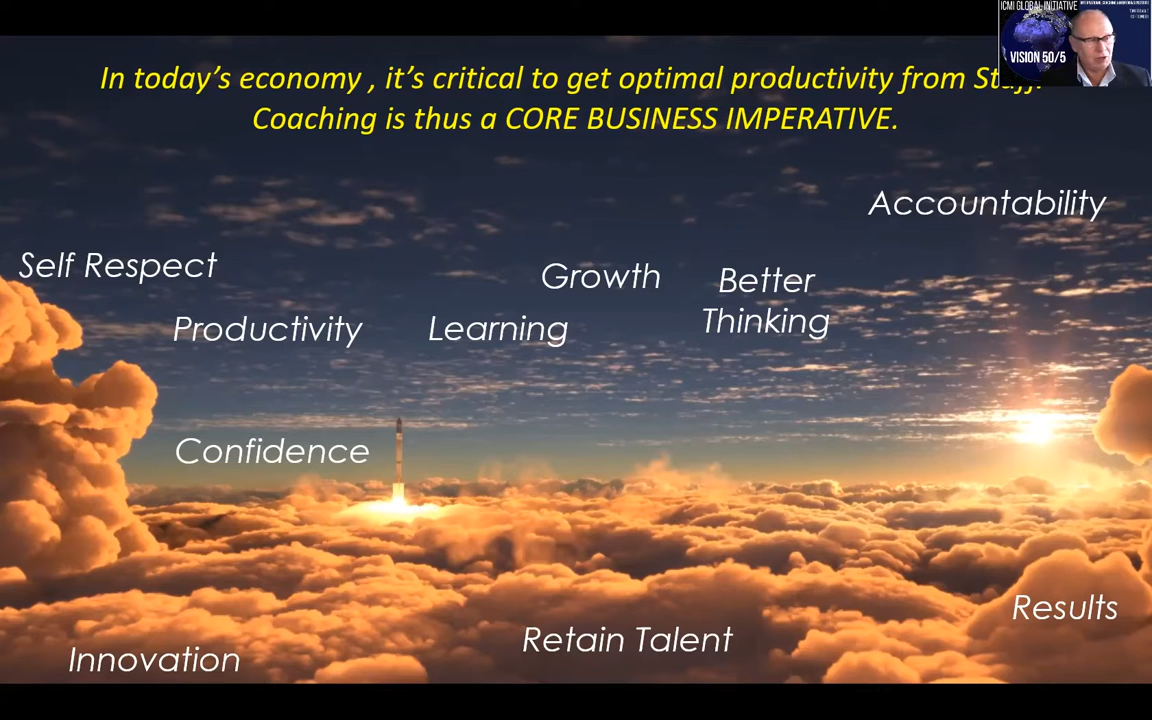 ICMI GLOBAL INITIATIVE
VISION 50/5
In today's economy , it's critical to get optimal productivity from Staff.
Coaching is thus a CORE BUSINESS IMPERATIVE.
Accountability
Self Respect
Growth
Better
Thinking
Productivity
Learning
Confidence
Results
Retain Talent
Innovation